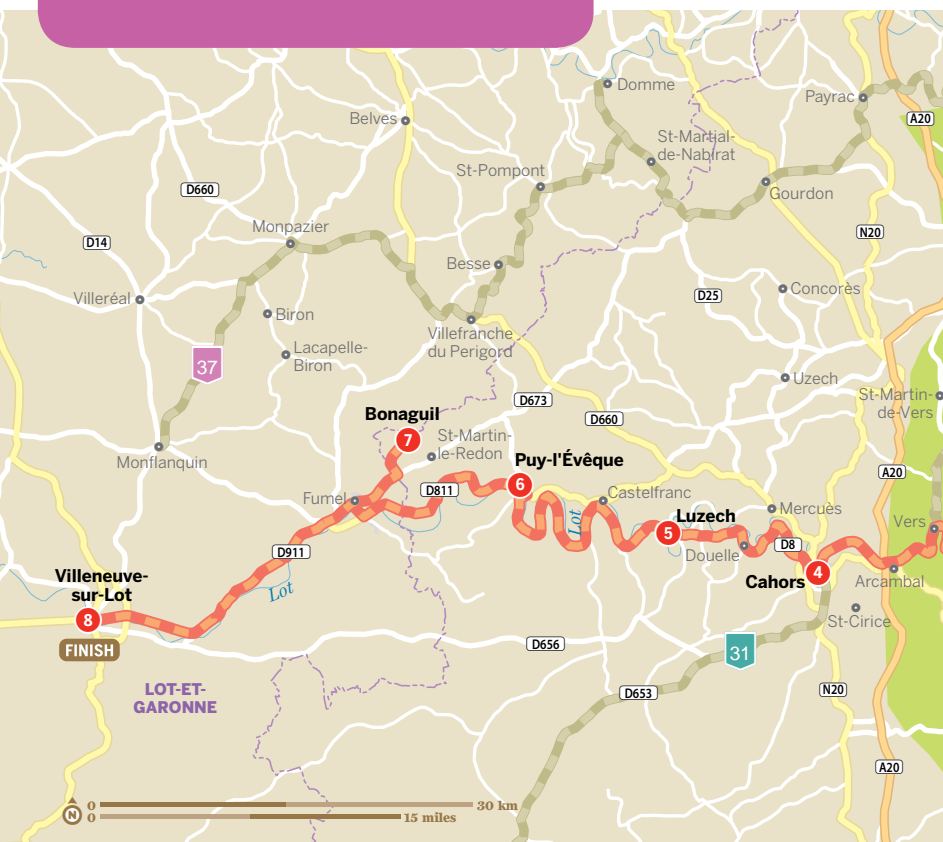 Domme
Payrac
A20
Belves
St-Martial-
de-Nabirat
St-Pompont
D660
Gourdon
Monpazier
N20
D14
Besse
Concorès
D25
Villeréal
Biron
Villefranche
du Perigord
Lacapelle-
Biron
37
Uzech
St-Martin-
de-Vers
D673
Bonaguil
7
D660
St-Martin-
le-Redon
Monflanquin
Puy-l'Évêque
6
A20
D811
Fumel
Castelfranc
Mercuès
Luzech
5
Lot
Vers
D911
D8
Douelle
Villeneuve-
sur-Lot
Cahors
4
Arcambal
Lot
8
St-Cirice
FINISH
D656
31
LOT-ET-
GARONNE
D653
N20
A20
N
0 30 km
0 15 miles